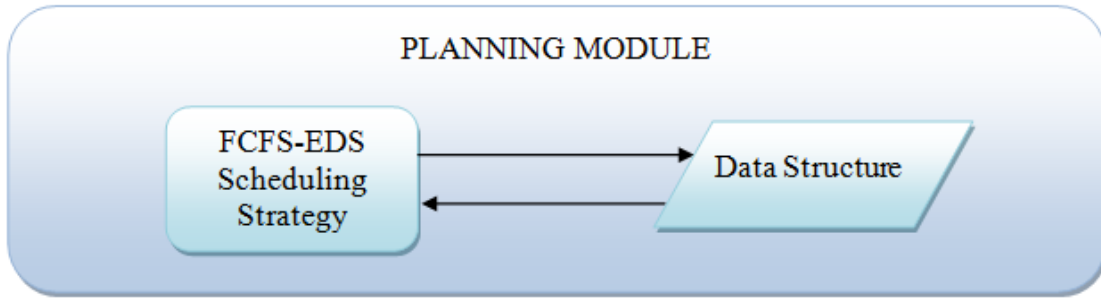 PLANNING MODULE
FCFS-EDS
Scheduling
Strategy
Data Structure